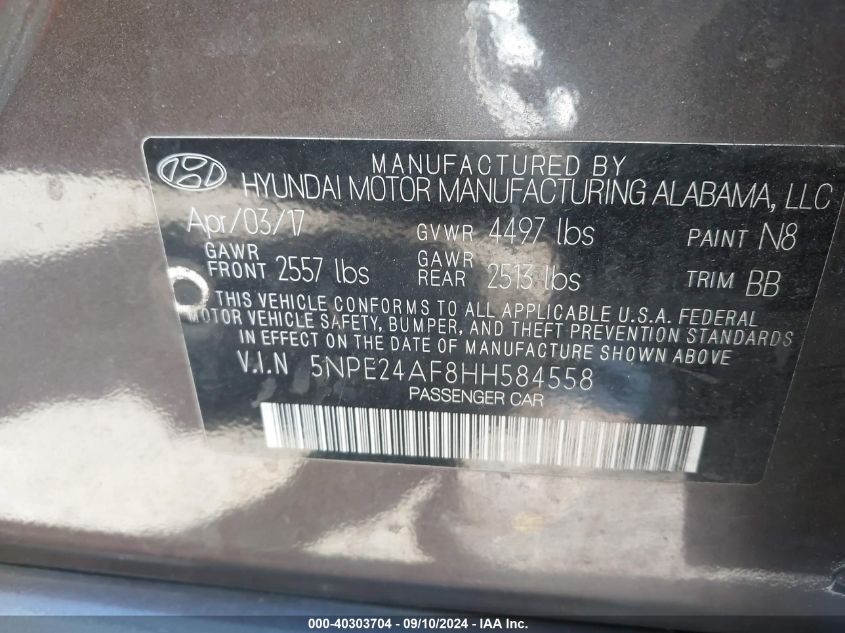 MANUFACTURED BY
HYUNDAI MOTOR MANUFACTURING ALABAMA, LLC
Apr/03/17 GVWR 4497 lbs PAINT N8
GAWR FRONT 2557 lbs GAWR REAR 2513 lbs TRIM BB
THIS VEHICLE CONFORMS TO ALL APPLICABLE U.S.A. FEDERAL
MOTOR VEHICLE SAFETY, BUMPER, AND THEFT PREVENTION STANDARDS
IN EFFECT ON THE DATE OF MANUFACTURE SHOWN ABOVE
V.I.N 5NPE24AF8HH584558
PASSENGER CAR
000-40303704 - 09/10/2024 - IAA Inc.